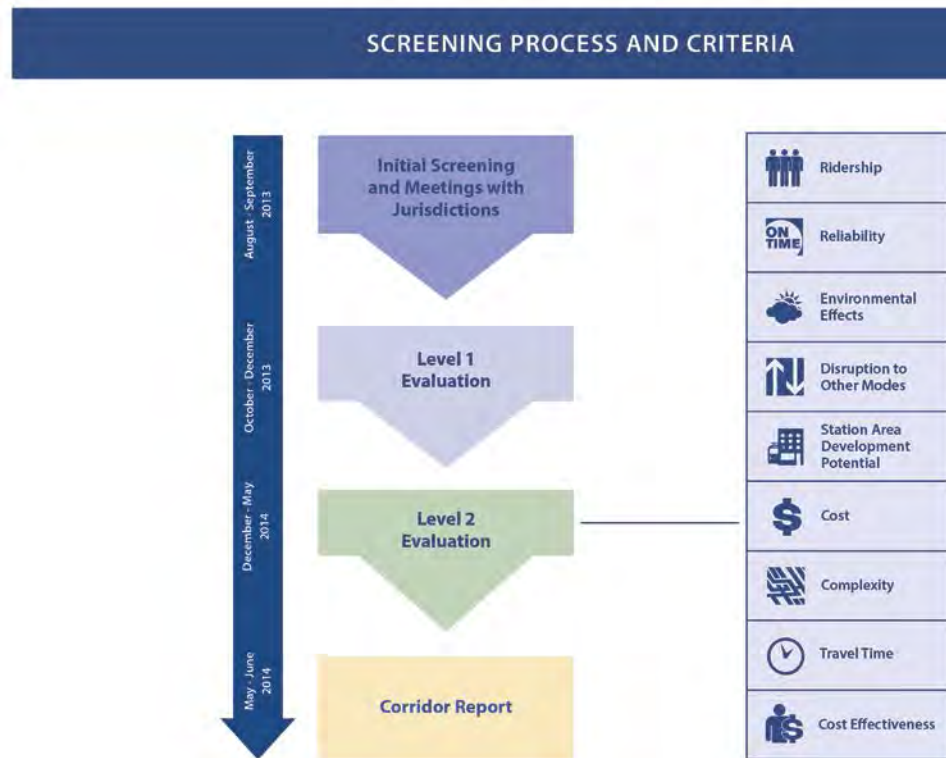 SCREENING PROCESS AND CRITERIA
August - September
2013
Initial Screening
and Meetings with
Jurisdictions
October - December
2013
Level 1
Evaluation
December - May
2014
Level 2
Evaluation
May - June
2014
Corridor Report
Ridership
ON
TIME
Reliability
Environmental
Effects
Disruption to
Other Modes
Station Area
Development
Potential
$
Cost
Complexity
Travel Time
$
Cost Effectiveness